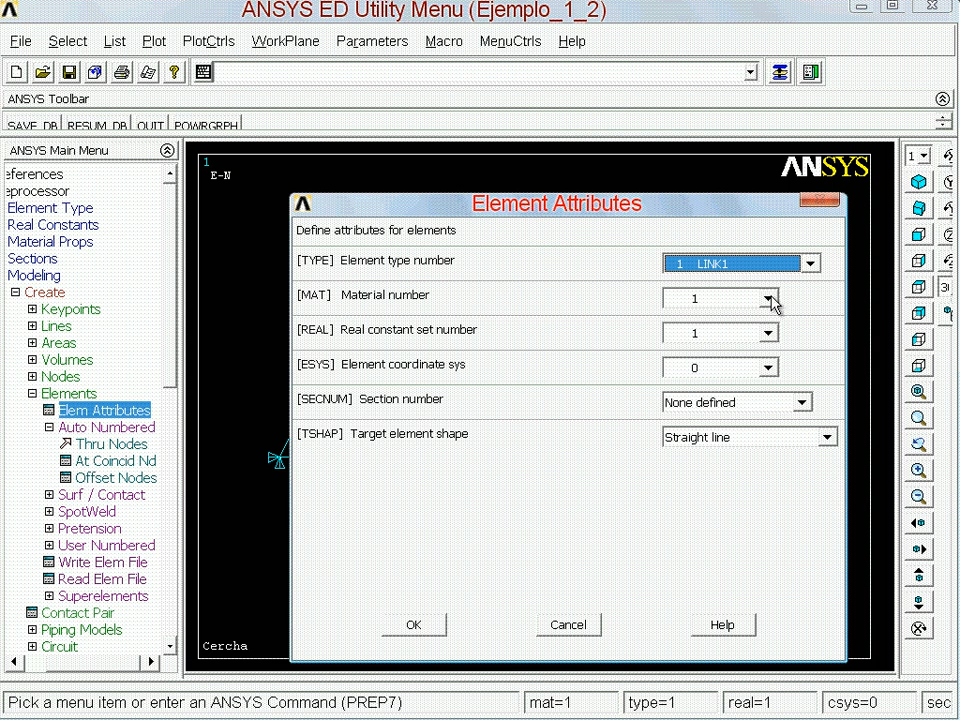 ANSYS ED Utility Menu (Ejemplo_1_2)
File Select List Plot PlotCtrls WorkPlane Parameters Macro MenuCtrls Help
ANSYS Toolbar
SAVE_DB RESUM_DB QUIT POWRGRPH
ANSYS Main Menu
eferences
eprocessor
Element Type
Real Constants
Material Props
Sections
Modeling
Create
Keypoints
Lines
Areas
Volumes
Nodes
Elements
Elem Attributes
Auto Numbered
Thru Nodes
At Coincid Nd
Offset Nodes
Surf / Contact
SpotWeld
Pretension
User Numbered
Write Elem File
Read Elem File
Superelements
Contact Pair
Piping Models
Circuit
1
E-N
ANSYS
Cercha
Element Attributes
Define attributes for elements
[TYPE] Element type number 1 LINK1
[MAT] Material number 1
[REAL] Real constant set number 1
[ESYS] Element coordinate sys 0
[SECNUM] Section number None defined
[TSHAP] Target element shape Straight line
OK Cancel Help
1
Pick a menu item or enter an ANSYS Command (PREP7) mat=1 type=1 real=1 csys=0 sec